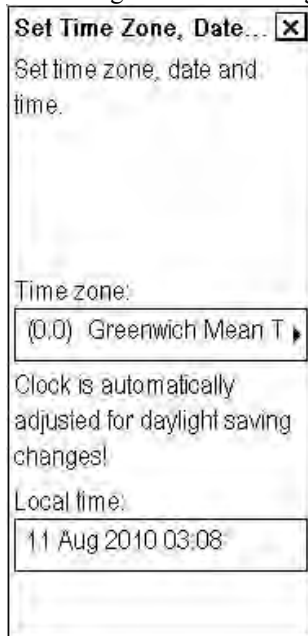 Set Time Zone, Date...
Set time zone, date and
time.
Time zone:
(0.0) Greenwich Mean T
Clock is automatically
adjusted for daylight saving
changes!
Local time:
11 Aug 2010 03:08